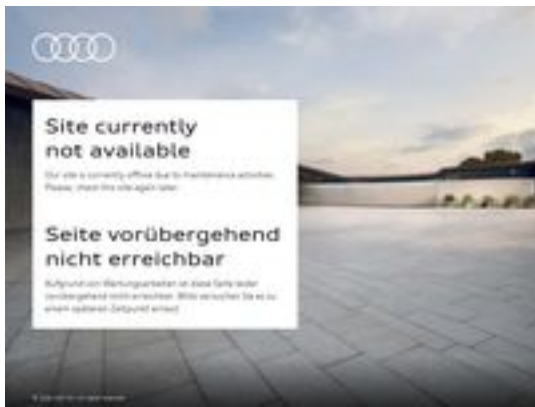 Site currently
not available
Our site is currently offline due to maintenance activities.
Please, check this site again later.
Seite vorübergehend
nicht erreichbar
Aufgrund von Wartungsarbeiten ist diese Seite leider
vorübergehend nicht erreichbar. Bitte versuchen Sie es zu
einem späteren Zeitpunkt erneut.